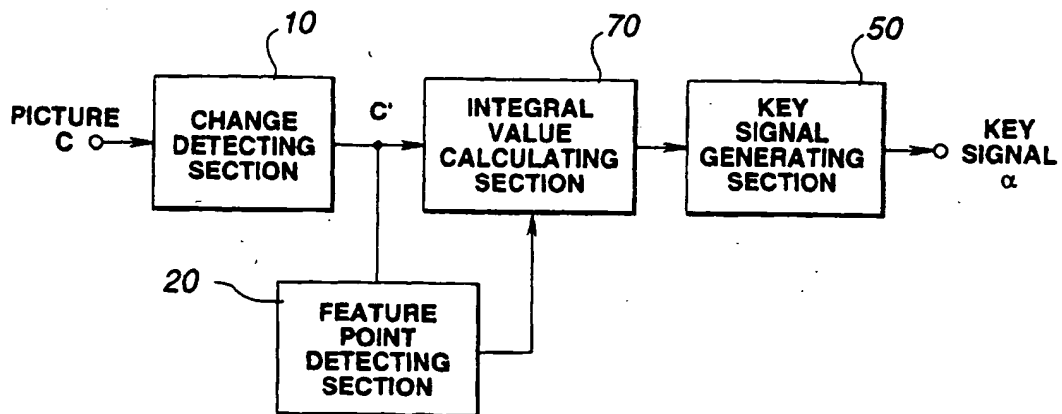 10
70
50
PICTURE
C
CHANGE
DETECTING
SECTION
C'
INTEGRAL
VALUE
CALCULATING
SECTION
KEY
SIGNAL
GENERATING
SECTION
KEY
SIGNAL
α
20
FEATURE
POINT
DETECTING
SECTION